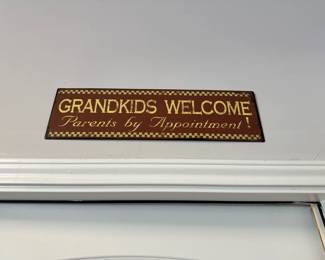 GRANDKIDS WELCOME
Parents by Appointment!